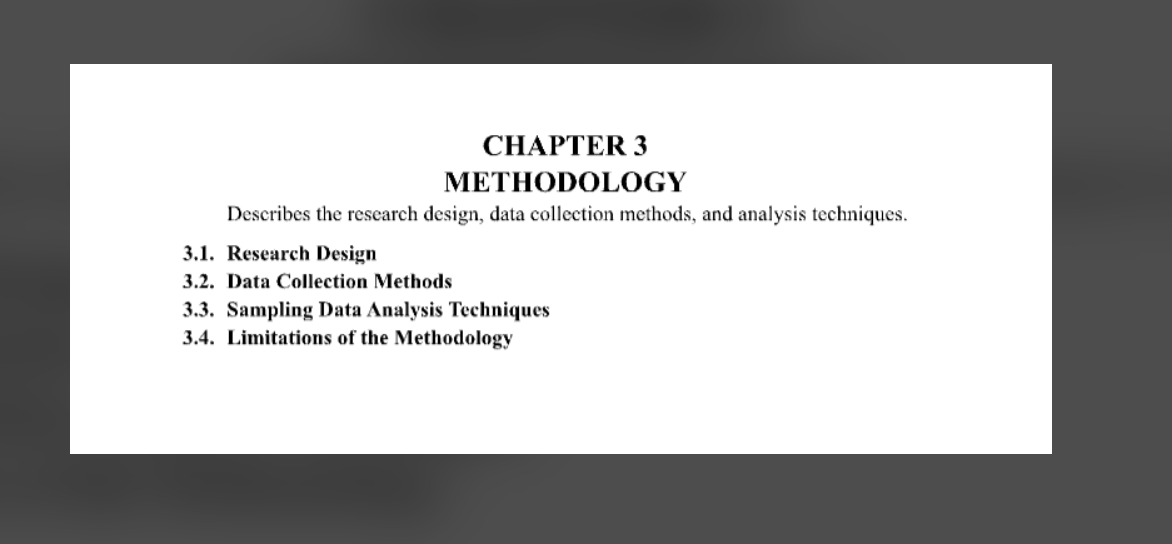 CHAPTER 3
METHODOLOGY
Describes the research design, data collection methods, and analysis techniques.
3.1. Research Design
3.2. Data Collection Methods
3.3. Sampling Data Analysis Techniques
3.4. Limitations of the Methodology